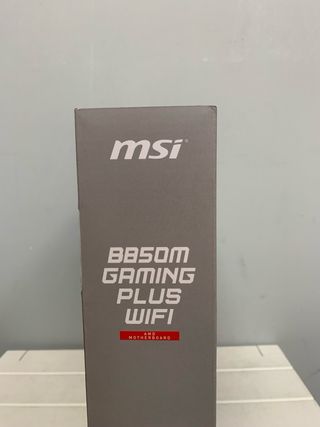 msi
B850M
GAMING
PLUS
WIFI
AMD
MOTHERBOARD